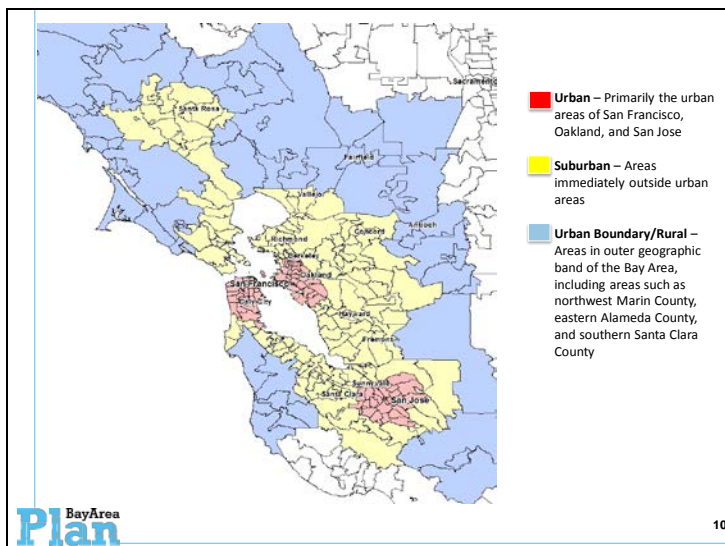 Sacramento
Santa Rosa
Fairfield
Vallejo
Antioch
Concord
Richmond
Berkeley
Oakland
San Francisco
Daly City
Hayward
Fremont
Sunnyvale
Santa Clara
San Jose
Urban – Primarily the urban
areas of San Francisco,
Oakland, and San Jose
Suburban – Areas
immediately outside urban
areas
Urban Boundary/Rural –
Areas in outer geographic
band of the Bay Area,
including areas such as
northwest Marin County,
eastern Alameda County,
and southern Santa Clara
County
BayArea
Plan
10